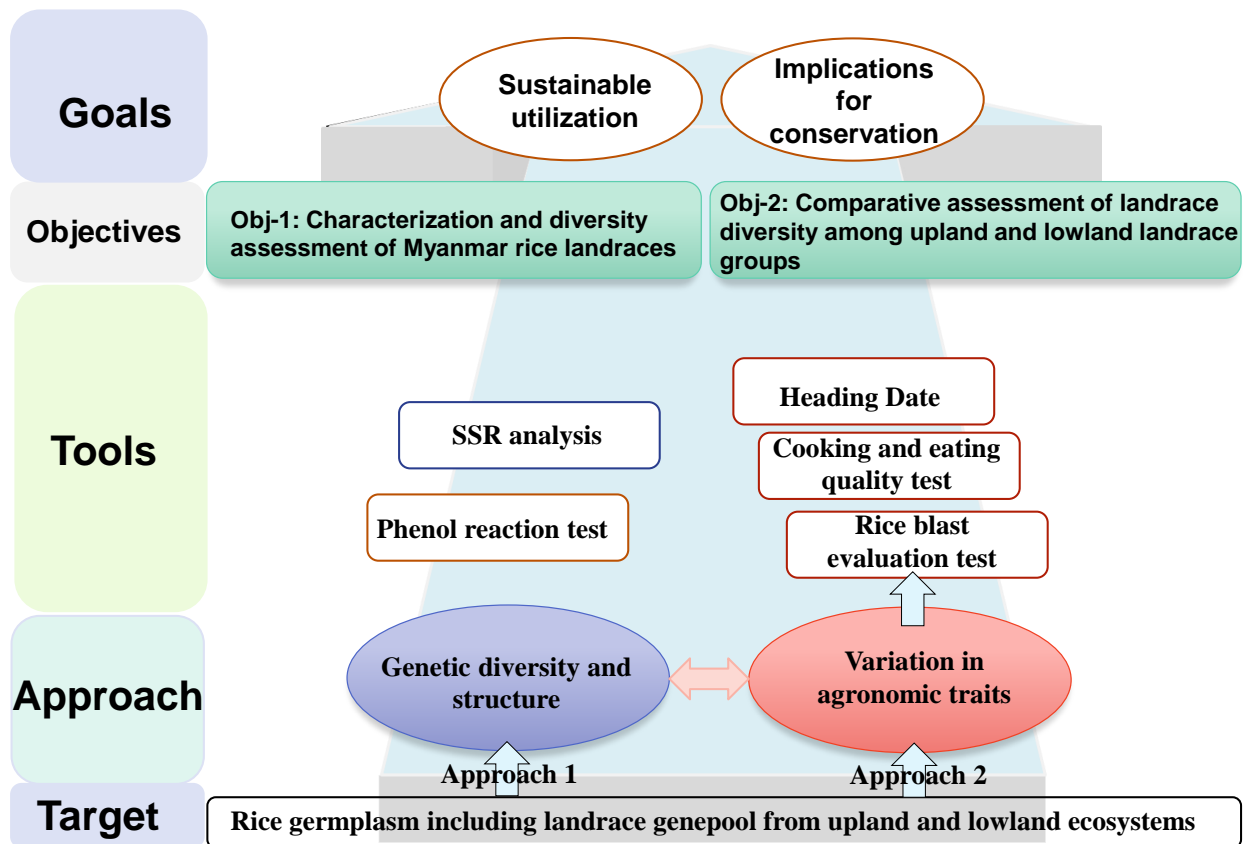 Goals
Sustainable
utilization
Implications
for
conservation
Objectives
Obj-1: Characterization and diversity
assessment of Myanmar rice landraces
Obj-2: Comparative assessment of landrace
diversity among upland and lowland landrace
groups
Tools
SSR analysis
Phenol reaction test
Heading Date
Cooking and eating
quality test
Rice blast
evaluation test
Approach
Genetic diversity and
structure
Variation in
agronomic traits
Approach 1
Approach 2
Target
Rice germplasm including landrace genepool from upland and lowland ecosystems